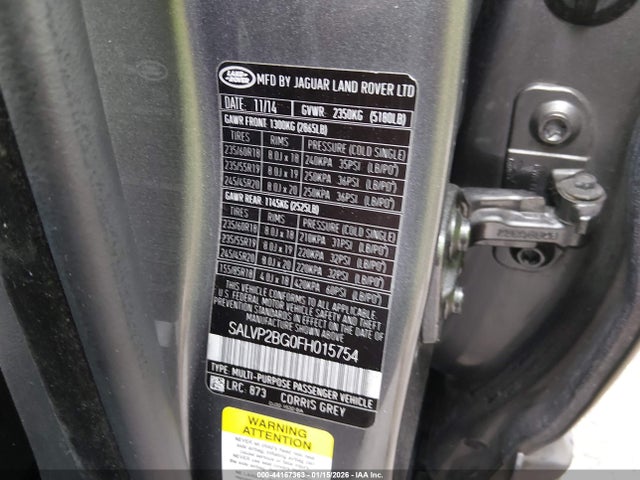 LAND ROVER
MFD BY JAGUAR LAND ROVER LTD
DATE: 11/14 GVWR: 2350KG (5180LB)
GAWR FRONT: 1300KG (2865LB)
TIRES RIMS PRESSURE (COLD SINGLE)
235/60R18 8.0J x 18 240KPA 35PSI (LB/PO²)
235/55R19 8.0J x 19 250KPA 36PSI (LB/PO²)
245/45R20 8.0J x 20 250KPA 36PSI (LB/PO²)
GAWR REAR: 1145KG (2525LB)
TIRES RIMS PRESSURE (COLD SINGLE)
235/60R18 8.0J x 18 210KPA 31PSI (LB/PO²)
235/55R19 8.0J x 19 220KPA 32PSI (LB/PO²)
245/45R20 8.0J x 20 220KPA 32PSI (LB/PO²)
155/85R18 4.0J x 18 420KPA 60PSI (LB/PO²)
THIS VEHICLE CONFORMS TO ALL APPLICABLE
U.S. FEDERAL MOTOR VEHICLE SAFETY
STANDARDS IN EFFECT ON THE DATE OF
MANUFACTURE SHOWN ABOVE
SALVP2BG0FH015754
TYPE: MULTI-PURPOSE PASSENGER VEHICLE
LRC: 873 CORRIS GREY
WARNING
ATTENTION
000-44167363 | 01/15/2026 | IAA Inc.